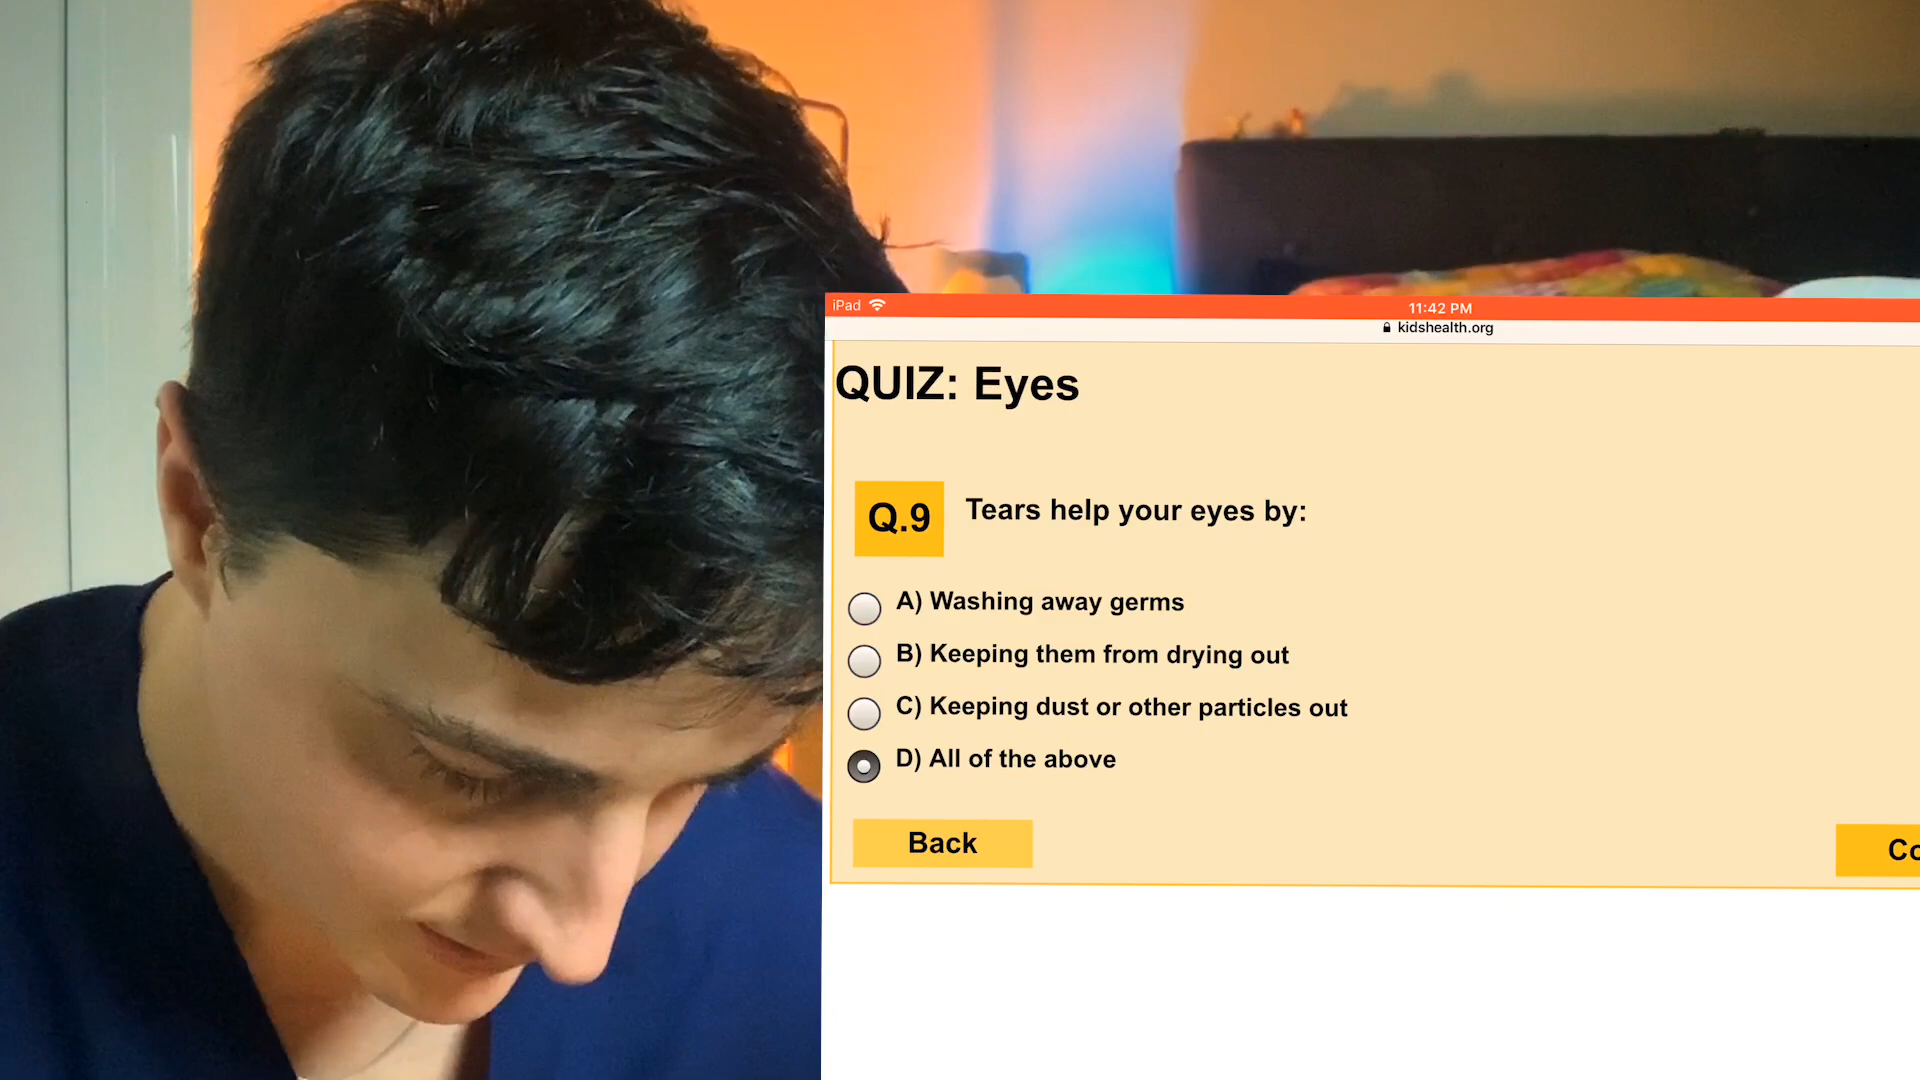 iPad
11:42 PM
kidshealth.org
QUIZ: Eyes
Q.9
Tears help your eyes by:
A) Washing away germs
B) Keeping them from drying out
C) Keeping dust or other particles out
D) All of the above
Back